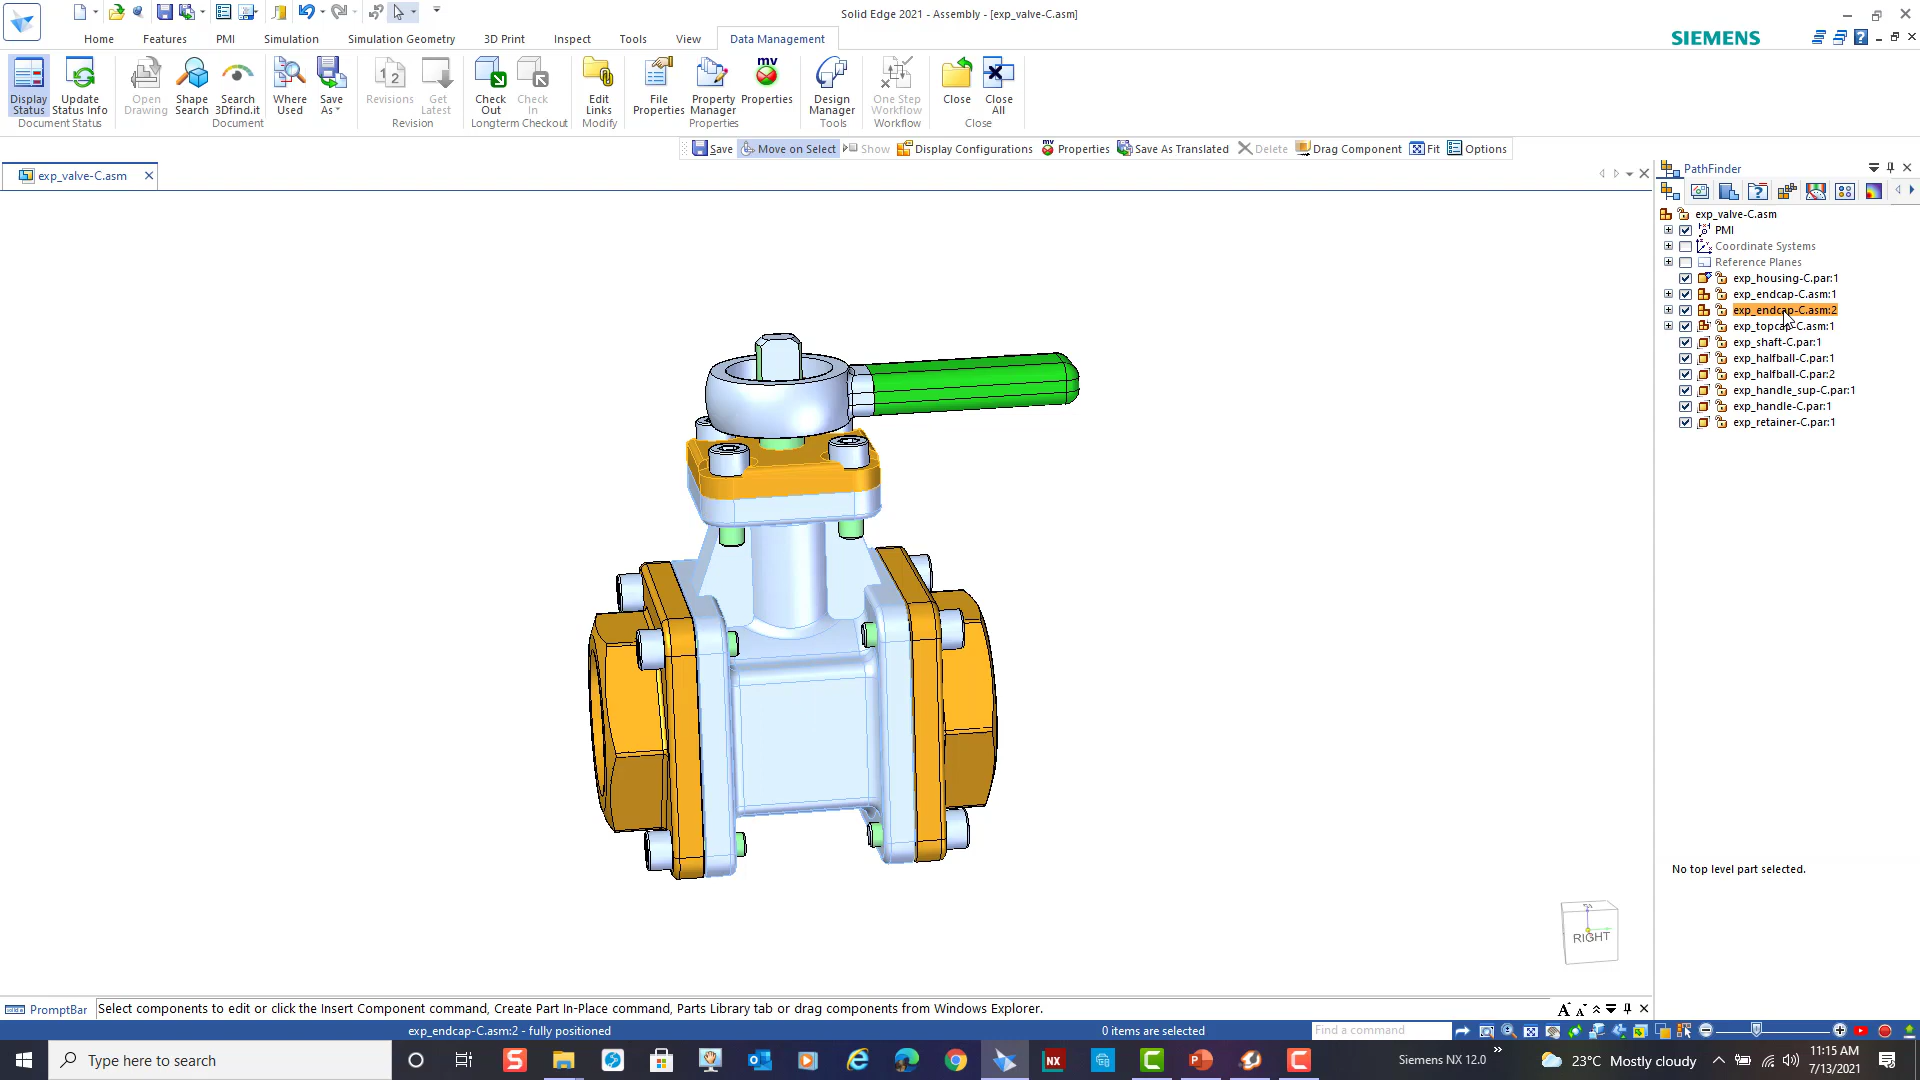 Solid Edge 2021 - Assembly - [exp_valve-C.asm]
Home Features PMI Simulation Simulation Geometry 3D Print Inspect Tools View Data Management
SIEMENS
Display Status
Update Status Info
Document Status
Open Drawing
Shape Search
Search 3Dfind.it
Where Used
Save As
Document
Revisions
Get Latest
Revision
Check Out
Check In
Longterm Checkout
Edit Links
Modify
File Properties
Property Manager
mv Properties
Properties
Design Manager
Tools
One Step Workflow
Workflow
Close
Close All
Close
Save Move on Select Show Display Configurations mv Properties Save As Translated Delete Drag Component Fit Options
exp_valve-C.asm
PathFinder
exp_valve-C.asm
PMI
Coordinate Systems
Reference Planes
exp_housing-C.par:1
exp_endcap-C.asm:1
exp_endcap-C.asm:2
exp_topcap-C.asm:1
exp_shaft-C.par:1
exp_halfball-C.par:1
exp_halfball-C.par:2
exp_handle_sup-C.par:1
exp_handle-C.par:1
exp_retainer-C.par:1
No top level part selected.
RIGHT
PromptBar
Select components to edit or click the Insert Component command, Create Part In-Place command, Parts Library tab or drag components from Windows Explorer.
exp_endcap-C.asm:2 - fully positioned
0 items are selected
Find a command
Type here to search
NX
Siemens NX 12.0
23°C Mostly cloudy
11:15 AM
7/13/2021